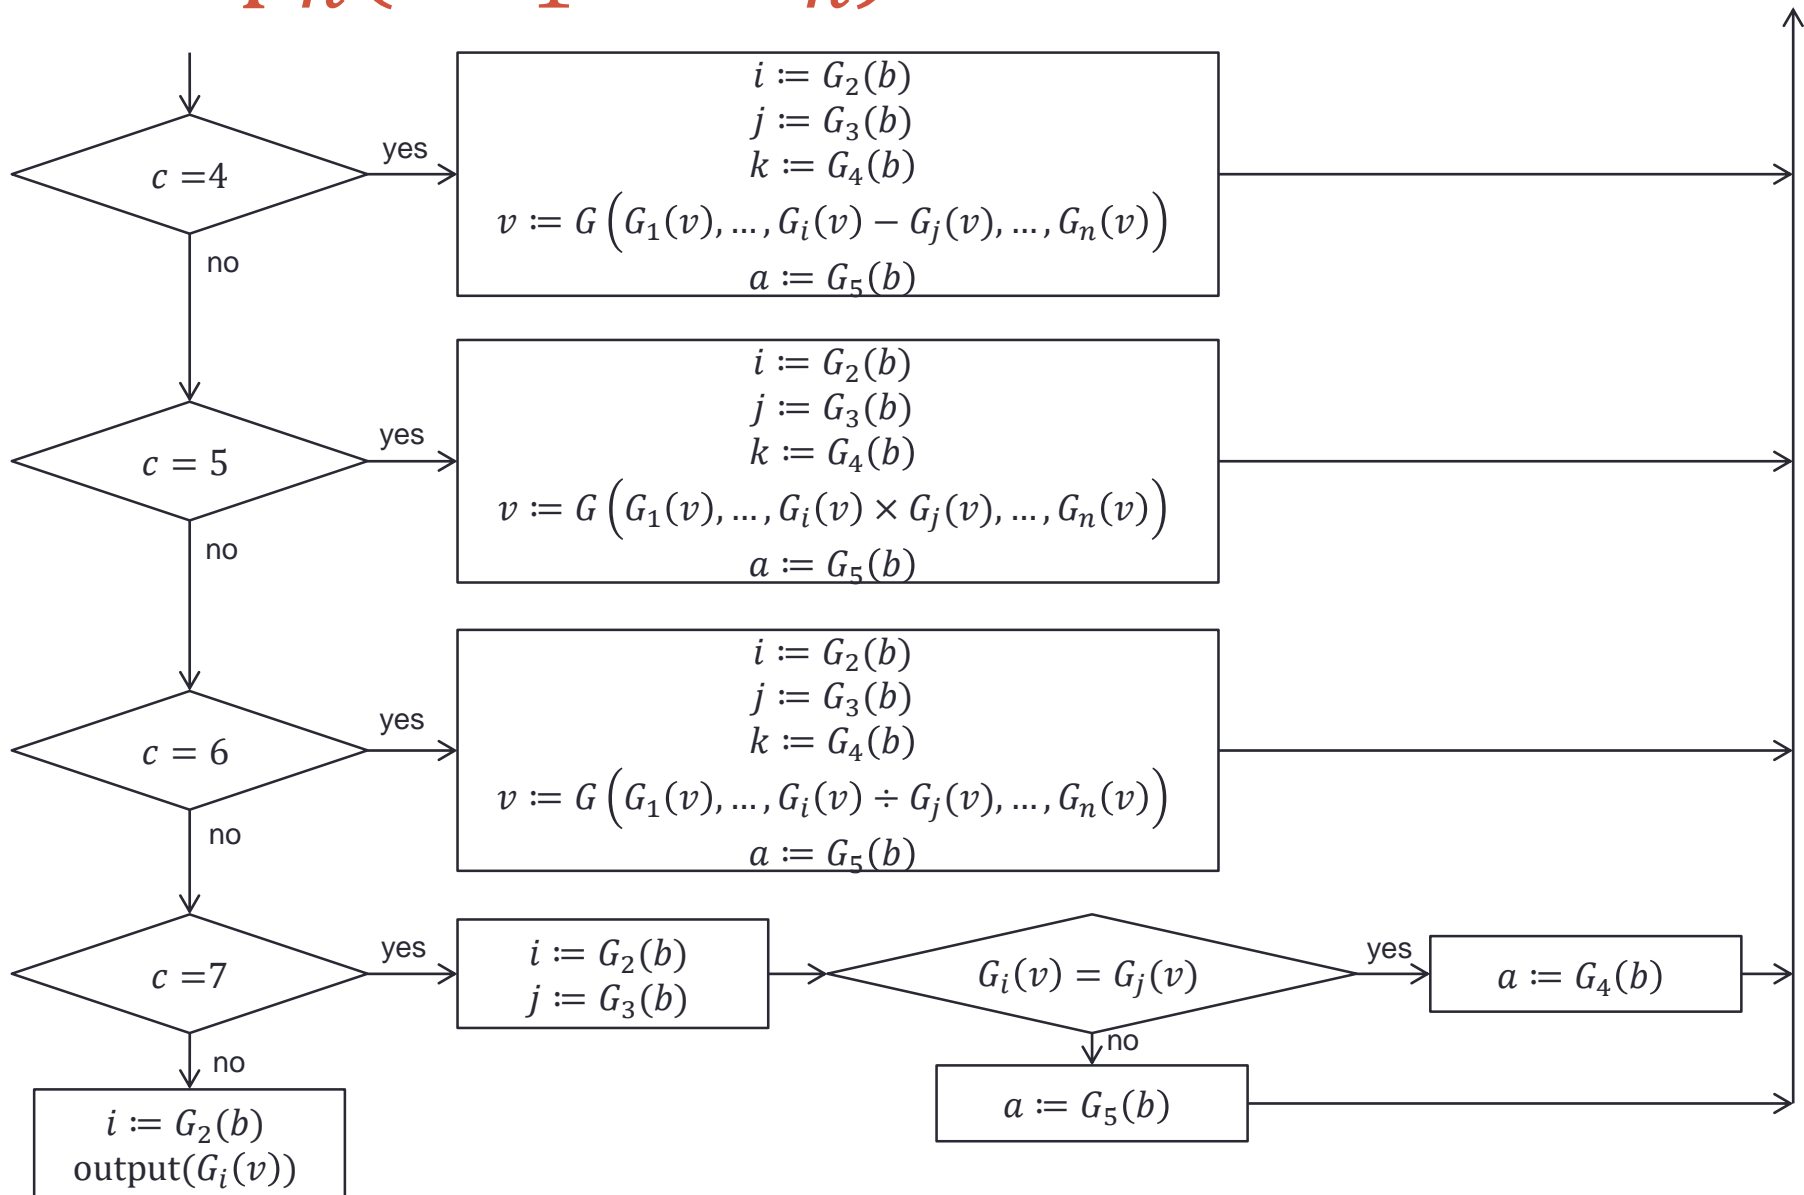 c =4
yes
i ≔ G₂(b)
j ≔ G₃(b)
k ≔ G₄(b)
v ≔ G(G₁(v), … , Gᵢ(v) − Gⱼ(v), … , Gₙ(v))
a ≔ G₅(b)
no
c = 5
yes
i ≔ G₂(b)
j ≔ G₃(b)
k ≔ G₄(b)
v ≔ G(G₁(v), … , Gᵢ(v) × Gⱼ(v), … , Gₙ(v))
a ≔ G₅(b)
no
c = 6
yes
i ≔ G₂(b)
j ≔ G₃(b)
k ≔ G₄(b)
v ≔ G(G₁(v), … , Gᵢ(v) ÷ Gⱼ(v), … , Gₙ(v))
a ≔ G₅(b)
no
c =7
yes
i ≔ G₂(b)
j ≔ G₃(b)
Gᵢ(v) = Gⱼ(v)
yes
a ≔ G₄(b)
no
a ≔ G₅(b)
no
i ≔ G₂(b)
output(Gᵢ(v))